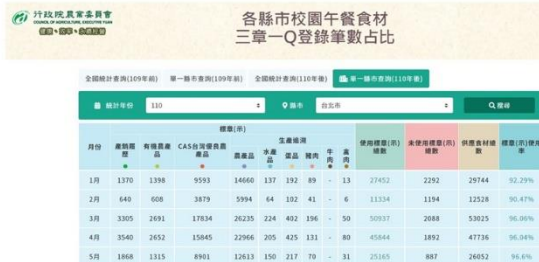 行政院農業委員會
COUNCIL OF AGRICULTURE, EXECUTIVE YUAN
各縣市校園午餐食材
三章一Q登錄筆數占比
全國統計查詢(109年前) 單一縣市查詢(109年前) 全國統計查詢(110年後) 單一縣市查詢(110年後)
統計年份 110 縣市 台北市 搜尋
標章(示)
月份 產銷履歷 有機農產品 CAS台灣優良農產品 生產追溯 使用標章(示)總數 未使用標章(示)總數 供應食材總數 標章(示)使用率
農產品 水產品 蛋品 豬肉 牛肉 禽肉
1月 1370 1398 9593 14660 137 192 89 - 13 27452 2292 29744 92.29%
2月 640 608 3879 5994 64 102 41 - 6 11334 1194 12528 90.47%
3月 3305 2691 17834 26235 224 402 196 - 50 50937 2088 53025 96.06%
4月 3540 2652 15845 22966 205 425 131 - 80 45844 1892 47736 96.04%
5月 1868 1315 8901 12613 150 217 70 - 31 25165 887 26052 96.6%